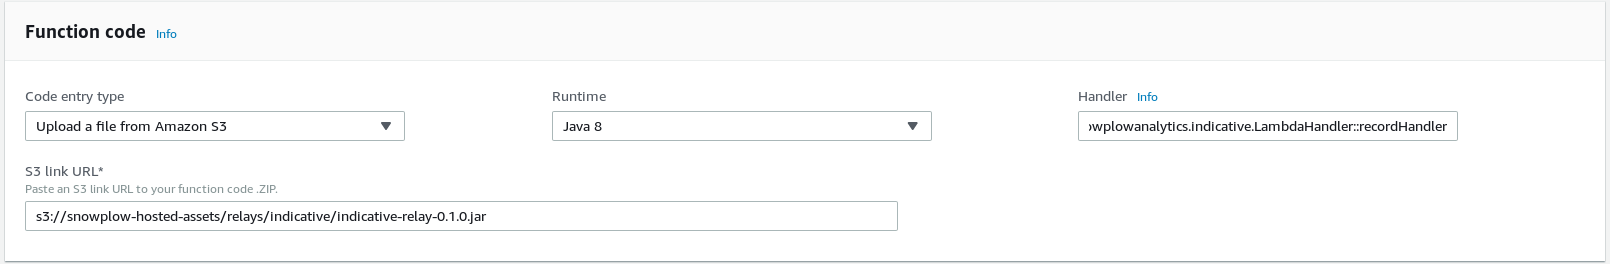 Function code Info
Code entry type
Upload a file from Amazon S3
Runtime
Java 8
Handler Info
wplowanalytics.indicative.LambdaHandler::recordHandler
S3 link URL*
Paste an S3 link URL to your function code .ZIP.
s3://snowplow-hosted-assets/relays/indicative/indicative-relay-0.1.0.jar